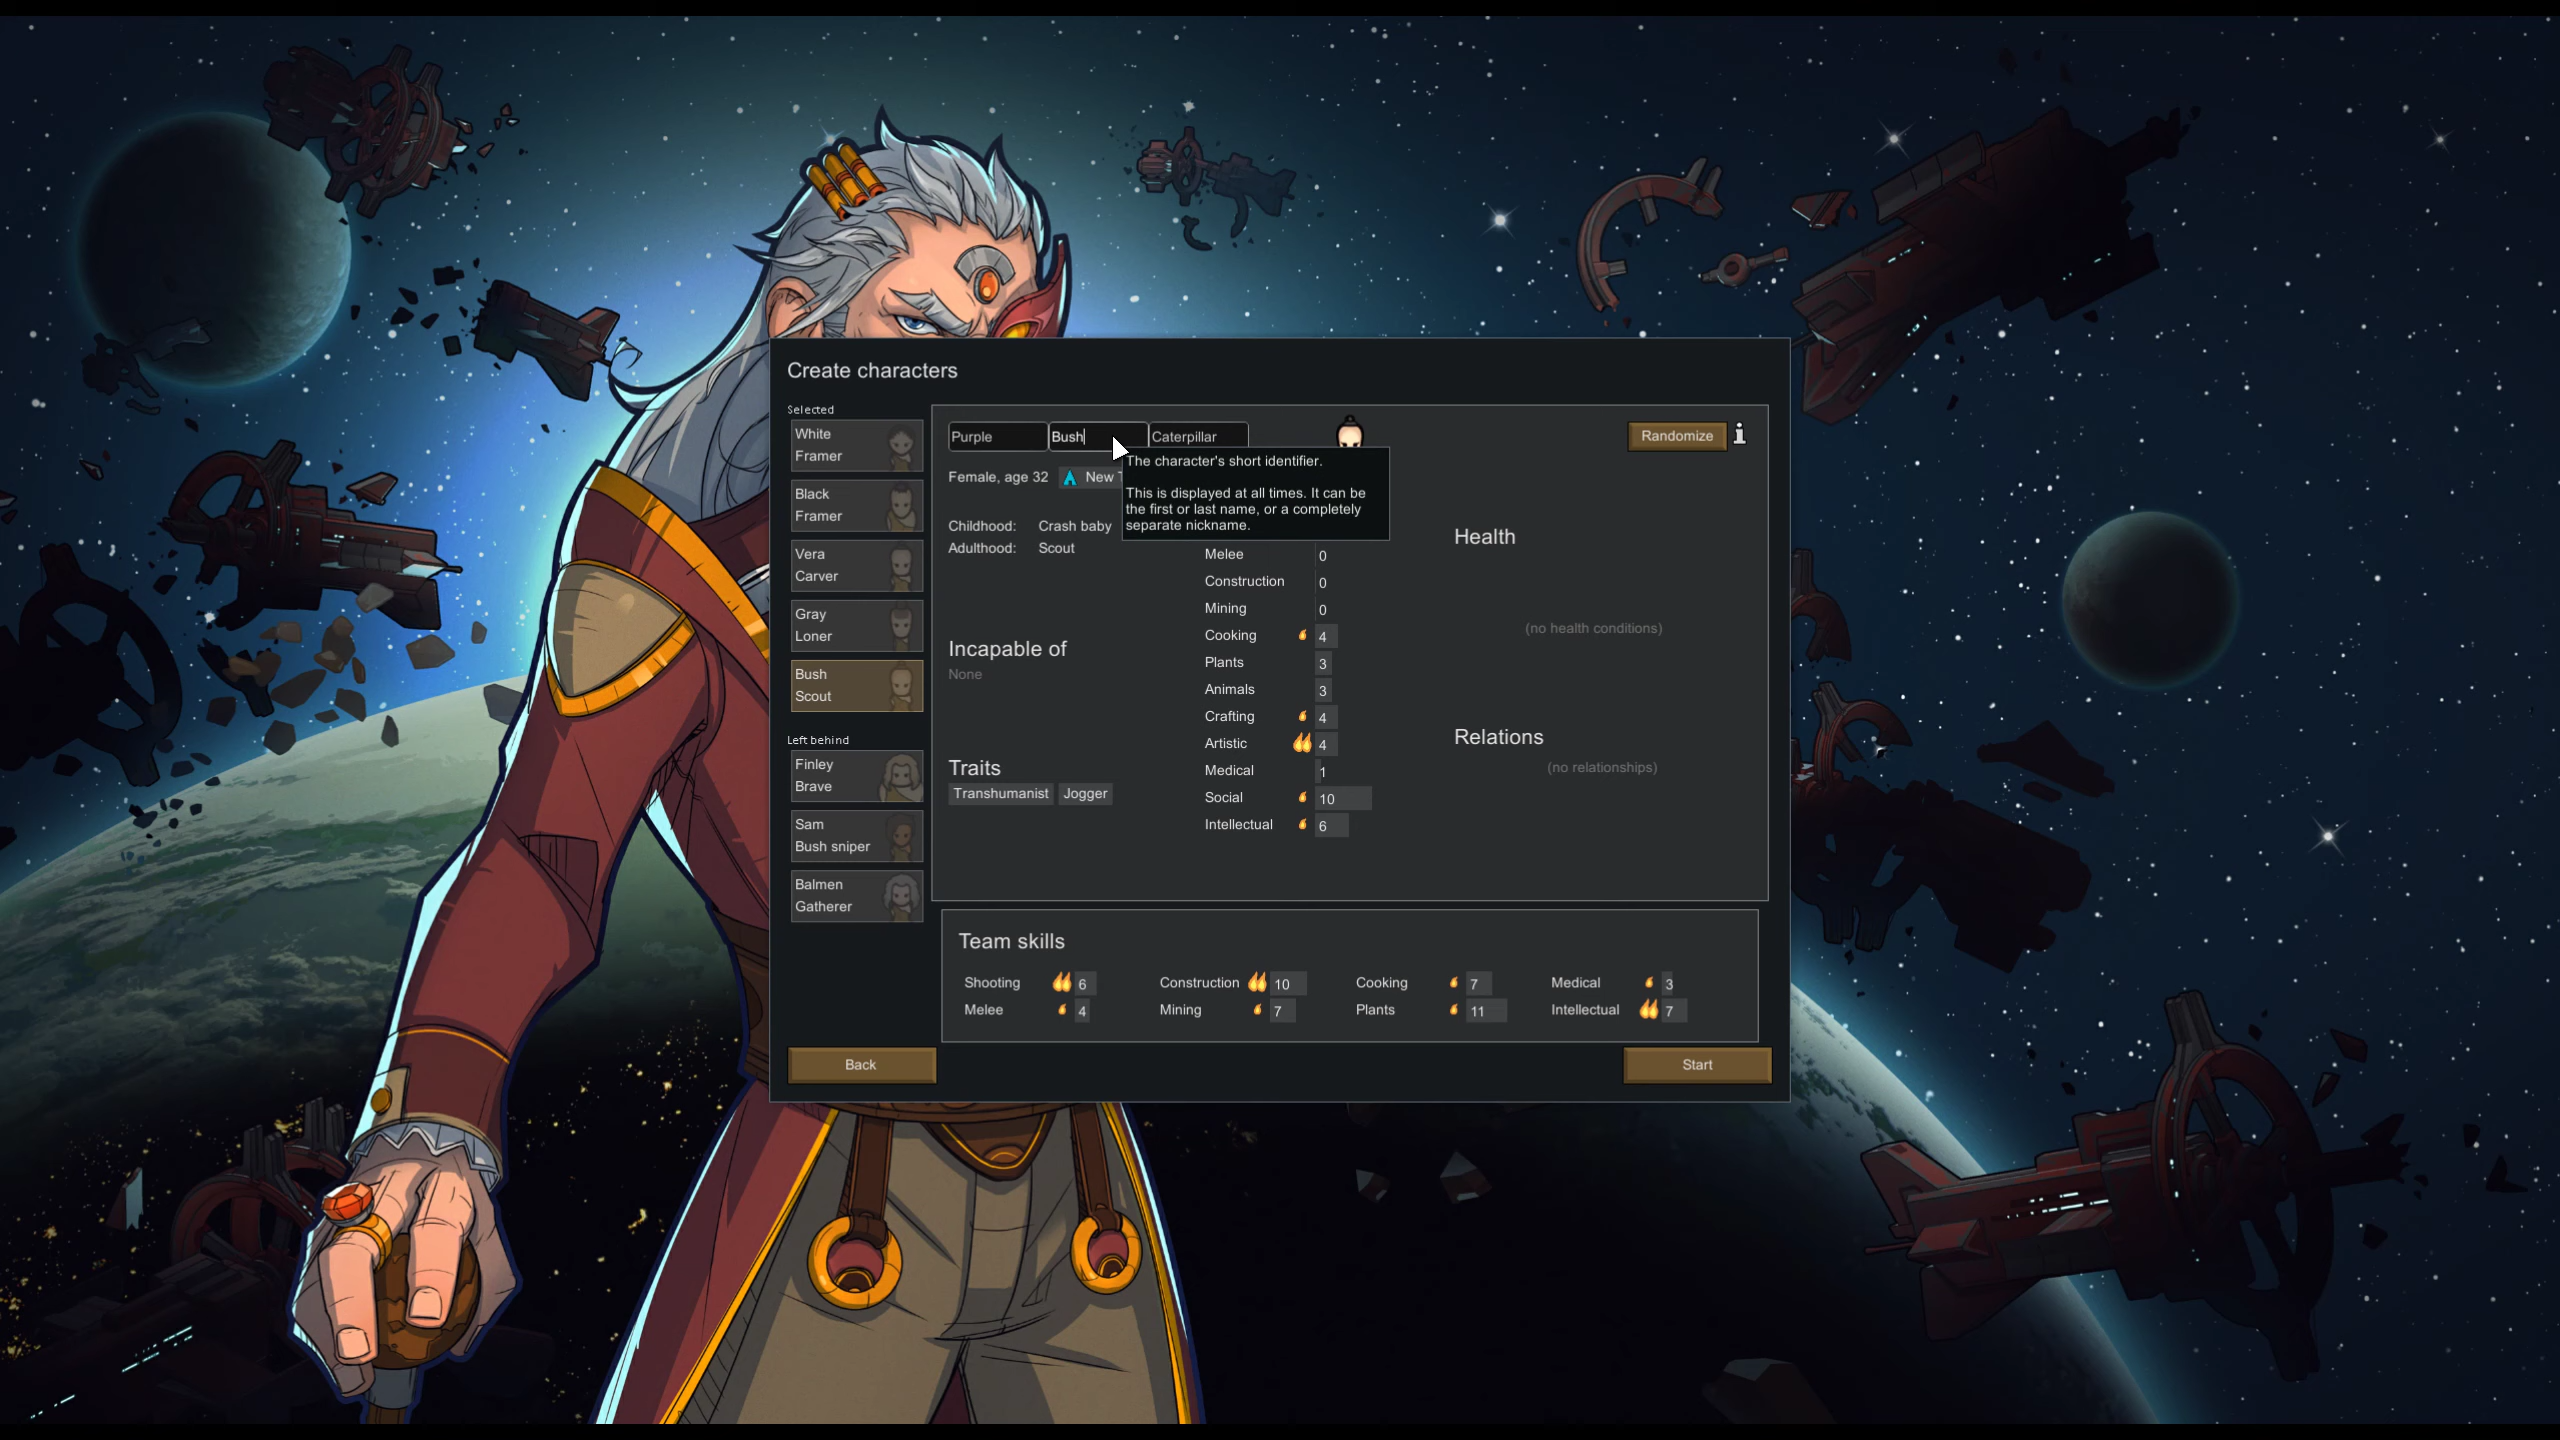 Create characters
Selected
White
Framer
Black
Framer
Vera
Carver
Gray
Loner
Bush
Scout
Left behind
Finley
Brave
Sam
Bush sniper
Balmen
Gatherer
Purple
Bush
Caterpillar
Randomize
Female, age 32
New
The character's short identifier.
This is displayed at all times. It can be
the first or last name, or a completely
separate nickname.
Childhood: Crash baby
Adulthood: Scout
Incapable of
None
Traits
Transhumanist Jogger
Melee 0
Construction 0
Mining 0
Cooking 4
Plants 3
Animals 3
Crafting 4
Artistic 4
Medical 1
Social 10
Intellectual 6
Health
(no health conditions)
Relations
(no relationships)
Team skills
Shooting 6 Construction 10 Cooking 7 Medical 3
Melee 4 Mining 7 Plants 11 Intellectual 7
Back
Start